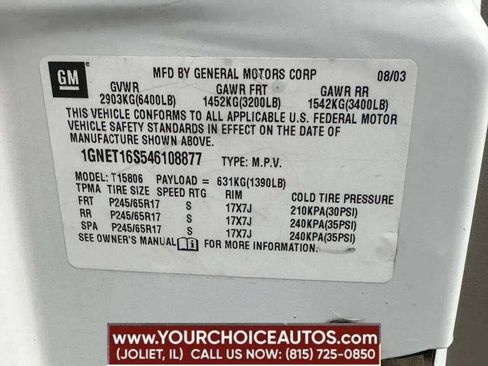 GM
MFD BY GENERAL MOTORS CORP 08/03
GVWR GAWR FRT GAWR RR
2903KG(6400LB) 1452KG(3200LB) 1542KG(3400LB)
THIS VEHICLE CONFORMS TO ALL APPLICABLE U.S. FEDERAL MOTOR
VEHICLE SAFETY STANDARDS IN EFFECT ON THE DATE OF
MANUFACTURE SHOWN ABOVE.
1GNET16S546108877 TYPE: M.P.V.
MODEL: T15806 PAYLOAD = 631KG(1390LB)
TPMA TIRE SIZE SPEED RTG RIM COLD TIRE PRESSURE
FRT P245/65R17 S 17X7J 210KPA(30PSI)
RR P245/65R17 S 17X7J 240KPA(35PSI)
SPA P245/65R17 S 17X7J 240KPA(35PSI)
SEE OWNER'S MANUAL
WWW.YOURCHOICEAUTOS.COM
(JOLIET, IL) CALL US NOW: (815) 725-0850